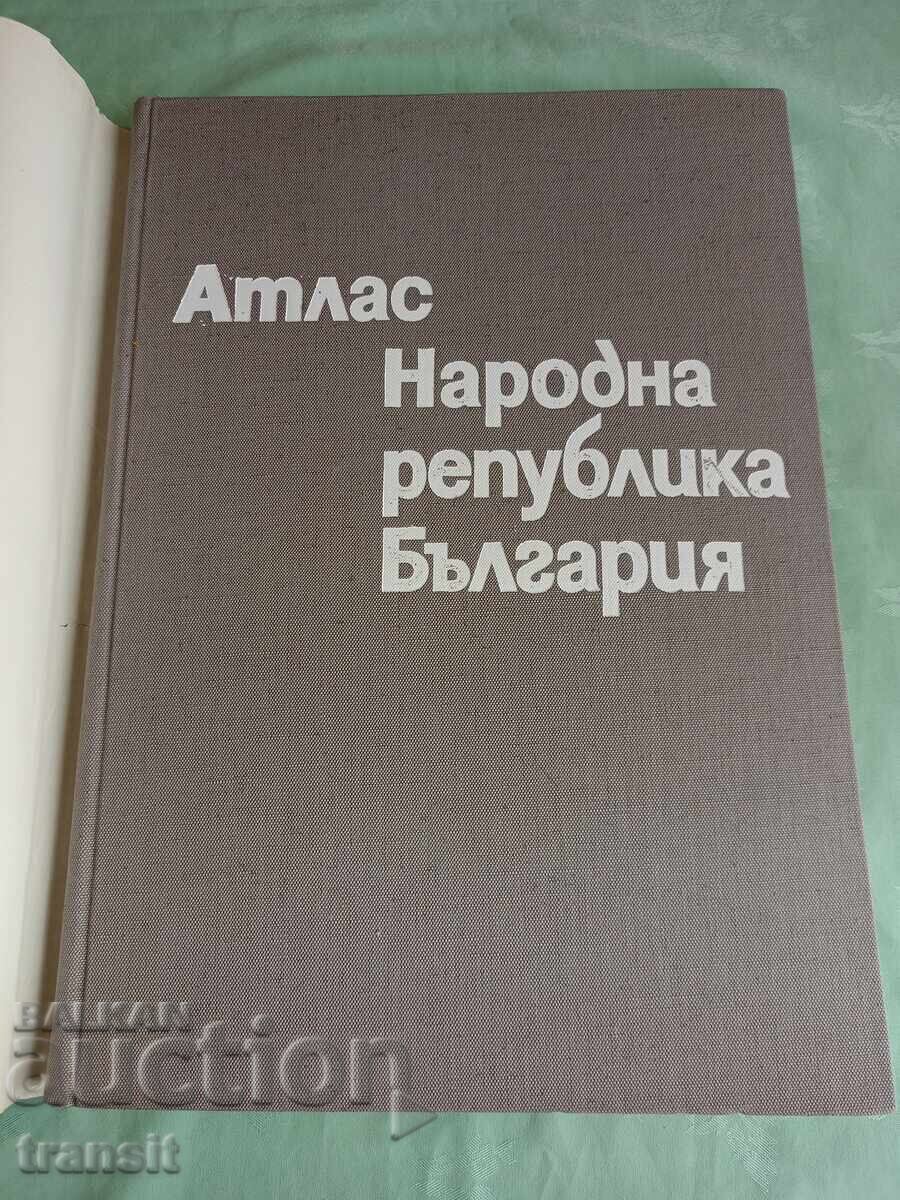 Атлас
Народна
република
България
BALKAN
auction
transit